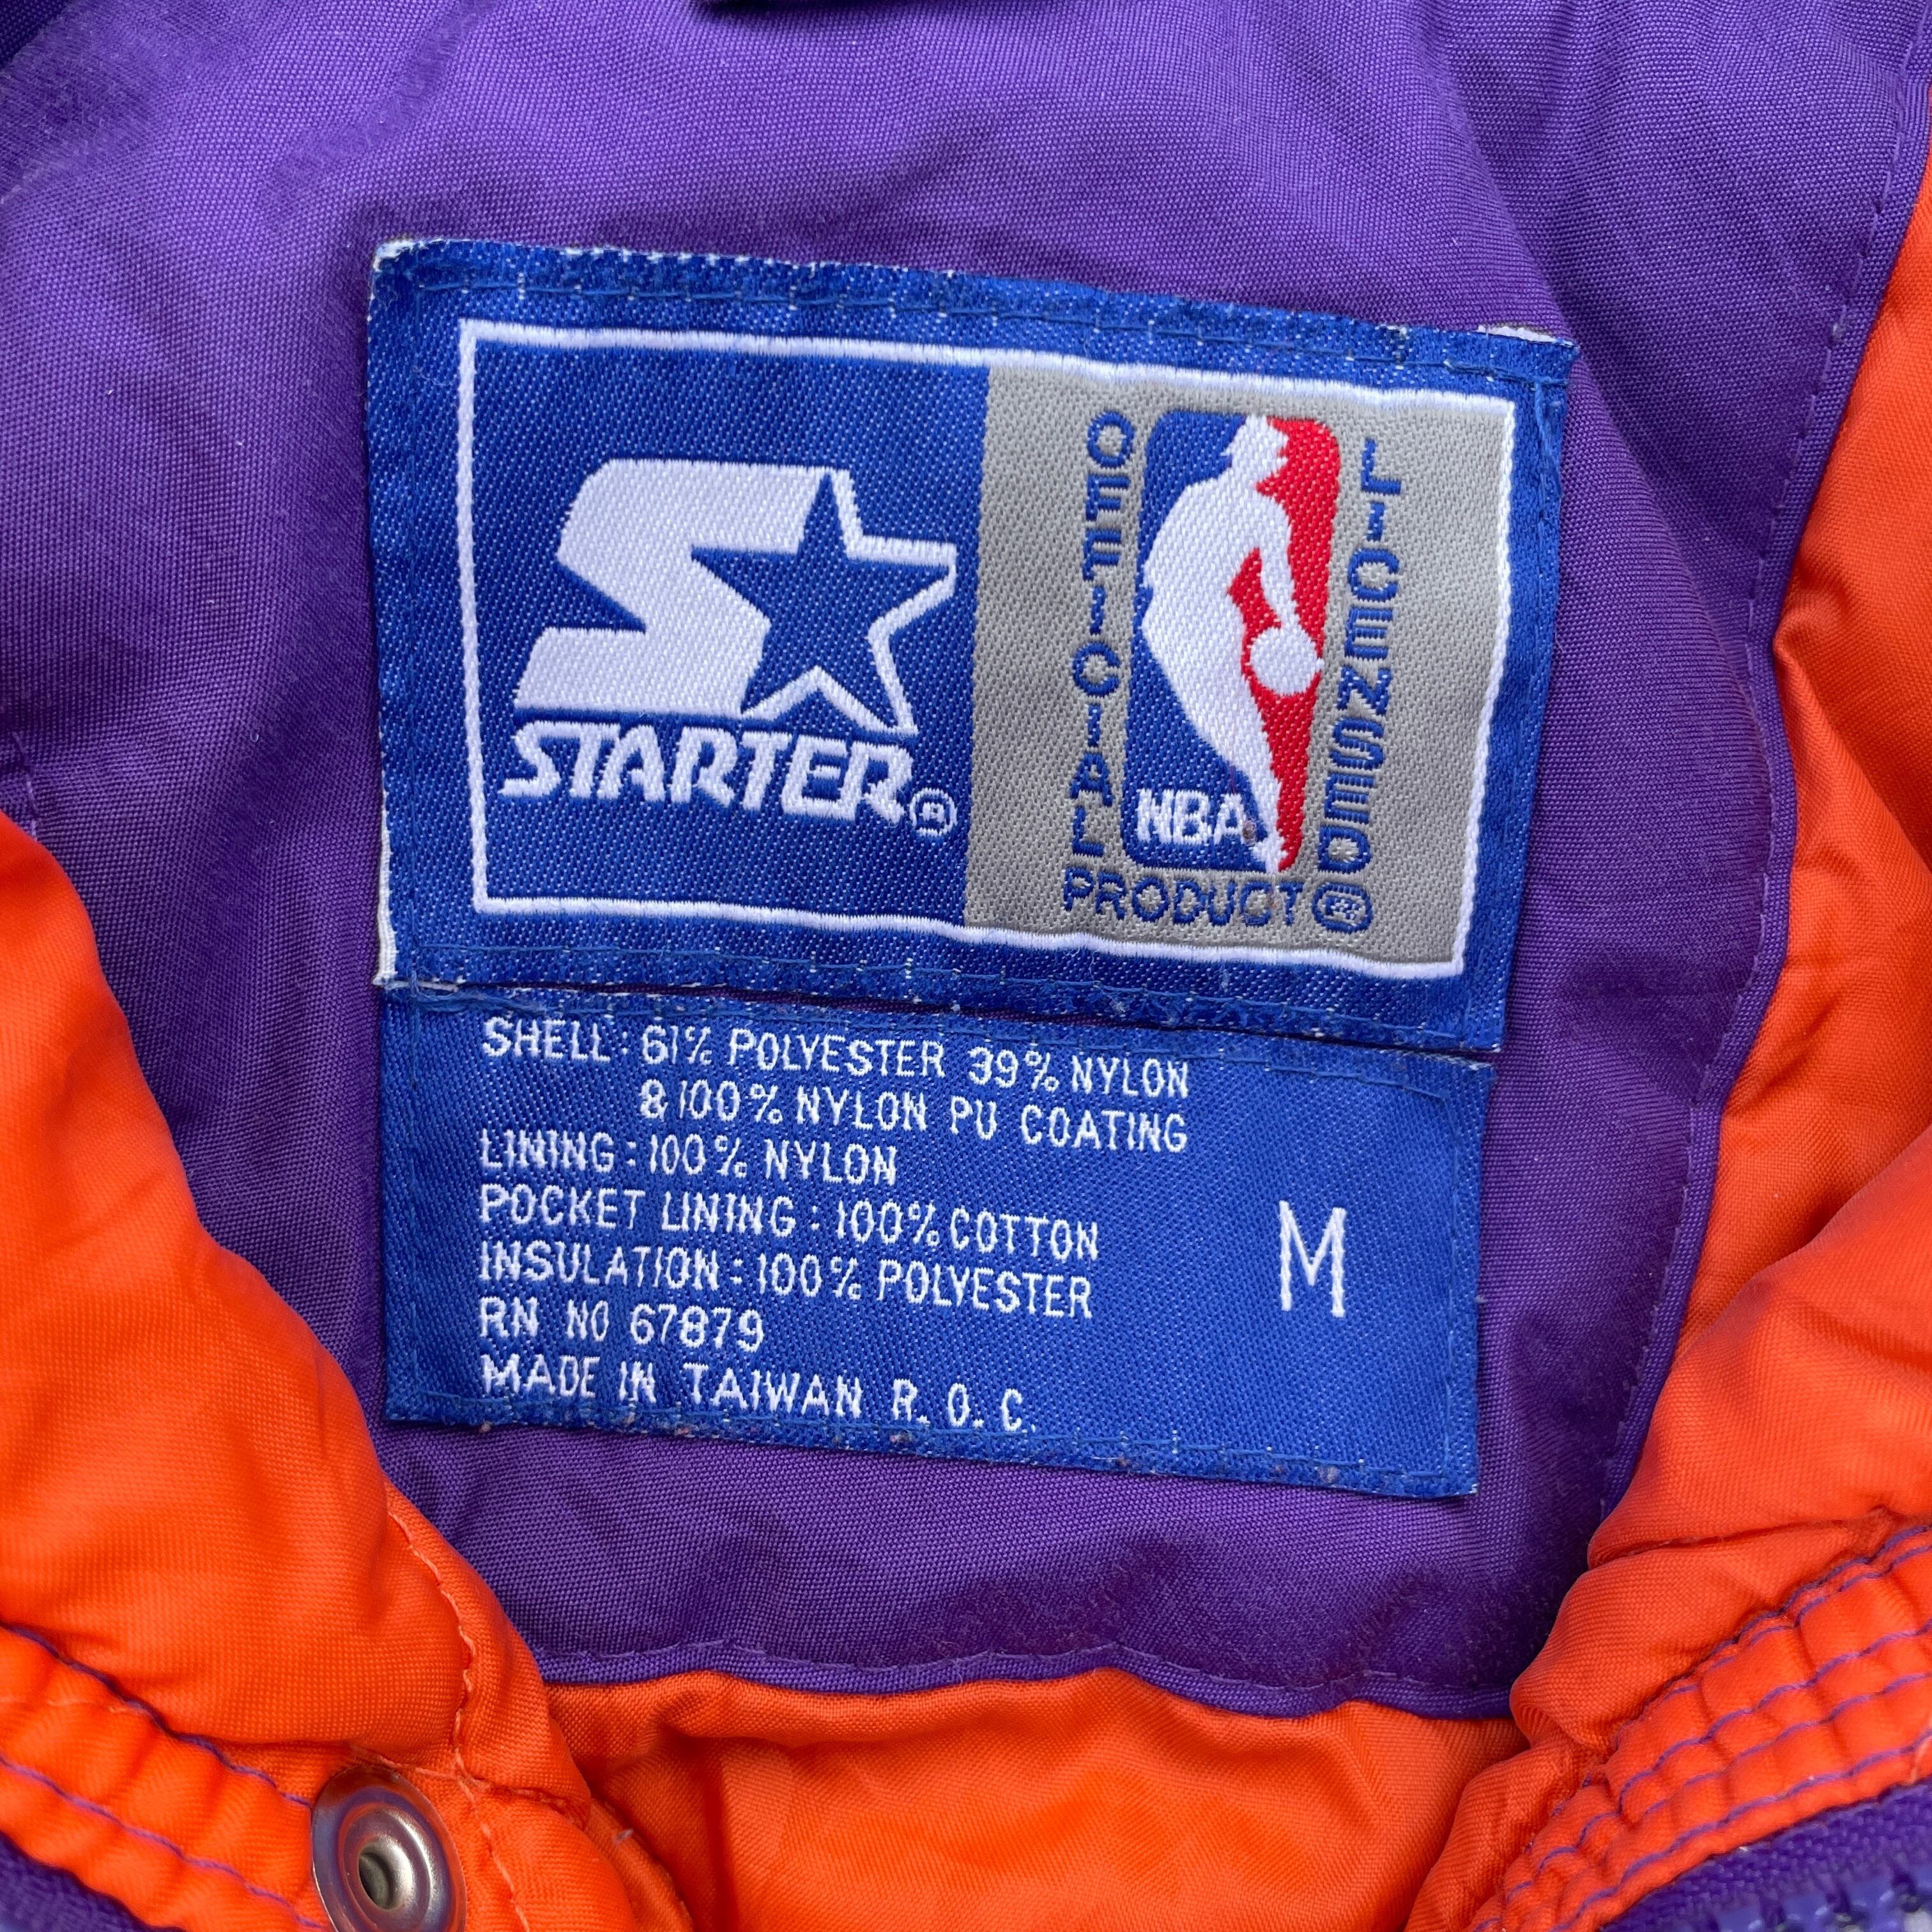 STARTER®
OFFICIAL
LICENSED
NBA
PRODUCT®
SHELL: 61% POLYESTER 39% NYLON
& 100% NYLON PU COATING
LINING: 100% NYLON
POCKET LINING: 100% COTTON
INSULATION: 100% POLYESTER
RN NO 67879
MADE IN TAIWAN R. O. C.
M